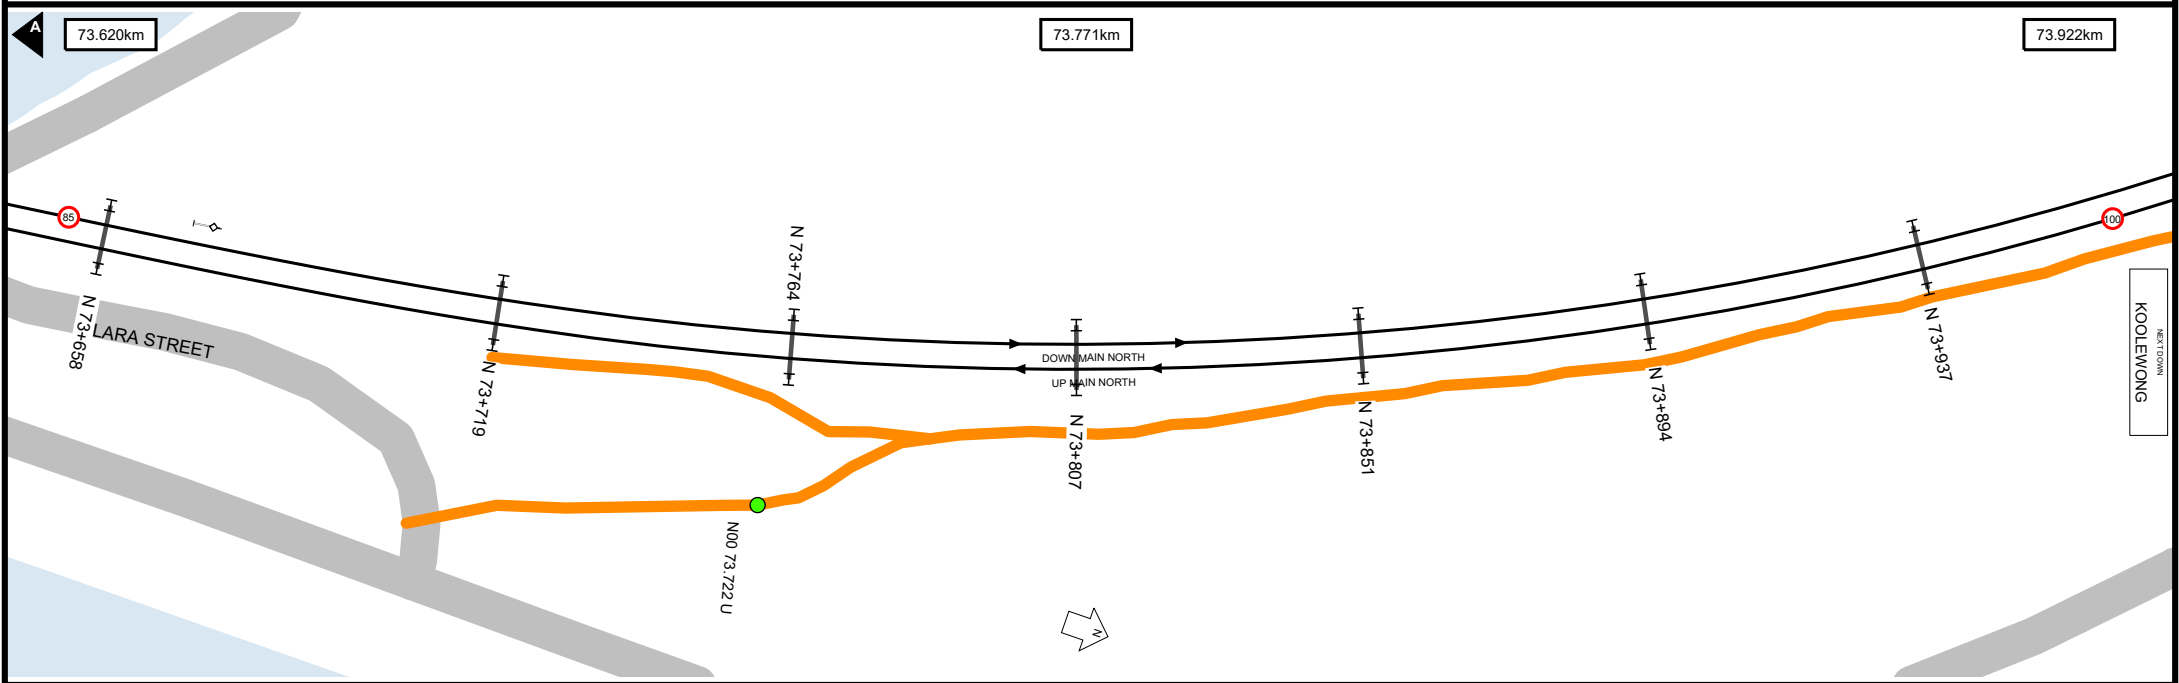 A
73.620km
73.771km
73.922km
85
100
N 73+658
LARA STREET
N 73+719
N 73+764
DOWN MAIN NORTH
UP MAIN NORTH
N 73+807
N 73+851
N 73+894
N 73+937
NEXT DOWN
KOOLEWONG
N00 73.722 U
N